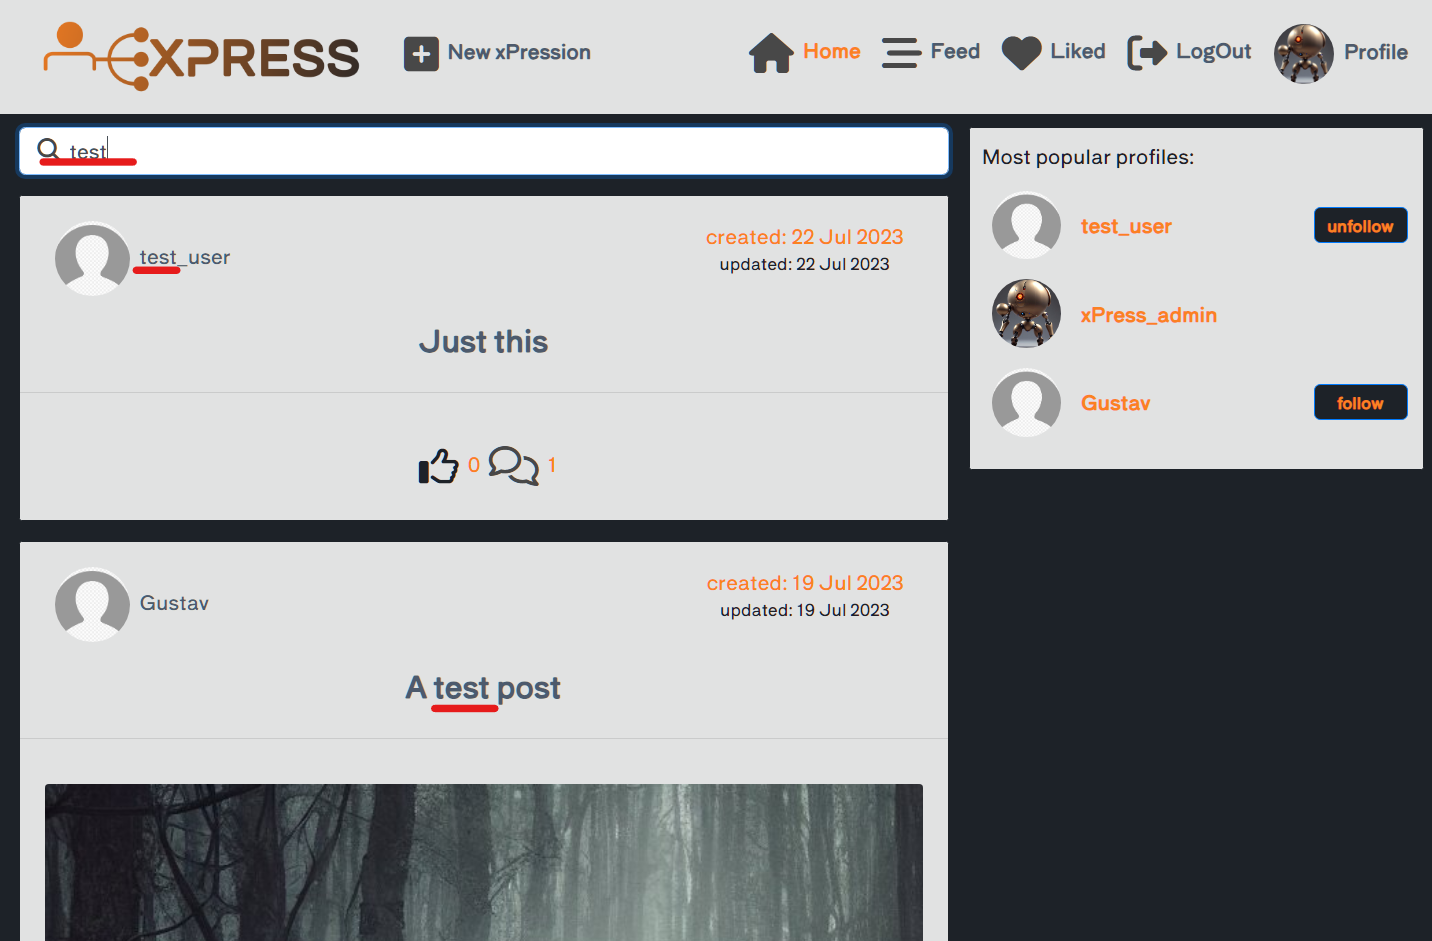 XPRESS
New xPression
Home
Feed
Liked
LogOut
Profile
test
test_user
created: 22 Jul 2023
updated: 22 Jul 2023
Just this
0
1
Gustav
created: 19 Jul 2023
updated: 19 Jul 2023
A test post
Most popular profiles:
test_user
unfollow
xPress_admin
Gustav
follow